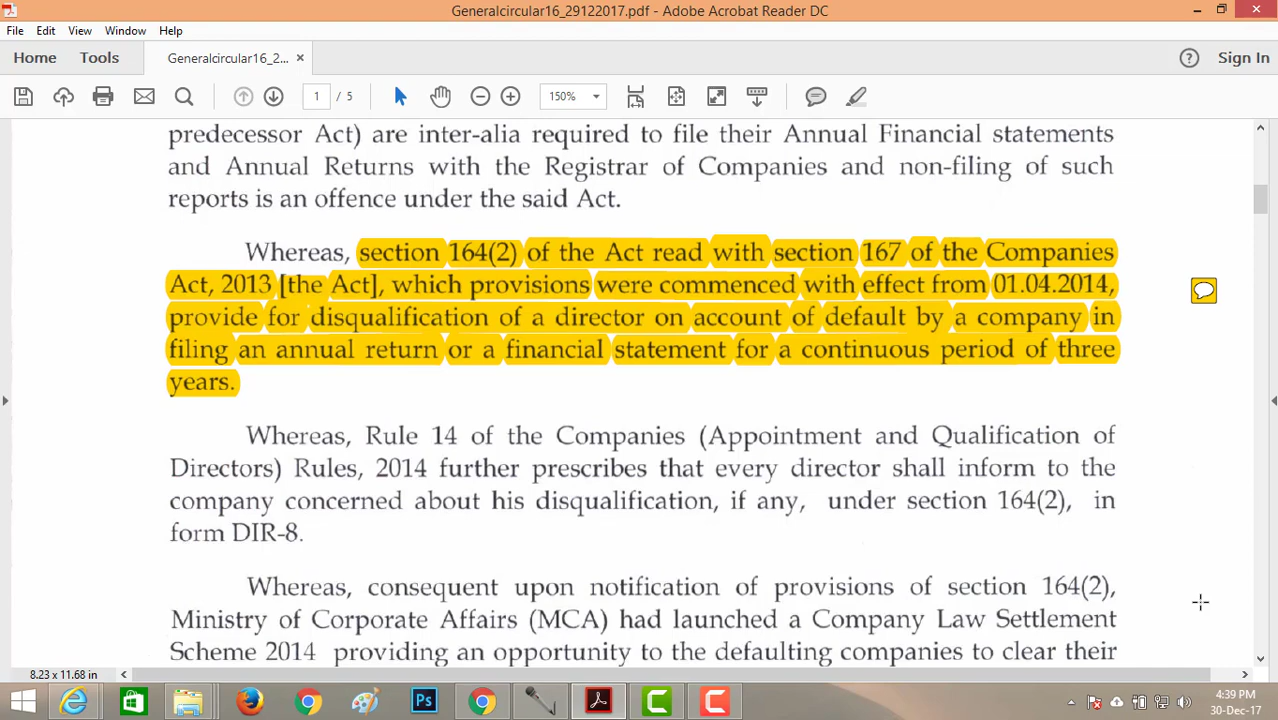 Generalcircular16_29122017.pdf - Adobe Acrobat Reader DC
File Edit View Window Help
Home Tools Generalcircular16_2... × Sign In
1 / 5 150%
predecessor Act) are inter-alia required to file their Annual Financial statements
and Annual Returns with the Registrar of Companies and non-filing of such
reports is an offence under the said Act.
Whereas, section 164(2) of the Act read with section 167 of the Companies
Act, 2013 [the Act], which provisions were commenced with effect from 01.04.2014,
provide for disqualification of a director on account of default by a company in
filing an annual return or a financial statement for a continuous period of three
years.
Whereas, Rule 14 of the Companies (Appointment and Qualification of
Directors) Rules, 2014 further prescribes that every director shall inform to the
company concerned about his disqualification, if any, under section 164(2), in
form DIR-8.
Whereas, consequent upon notification of provisions of section 164(2),
Ministry of Corporate Affairs (MCA) had launched a Company Law Settlement
Scheme 2014 providing an opportunity to the defaulting companies to clear their
8.23 x 11.68 in
Ps
4:39 PM
30-Dec-17